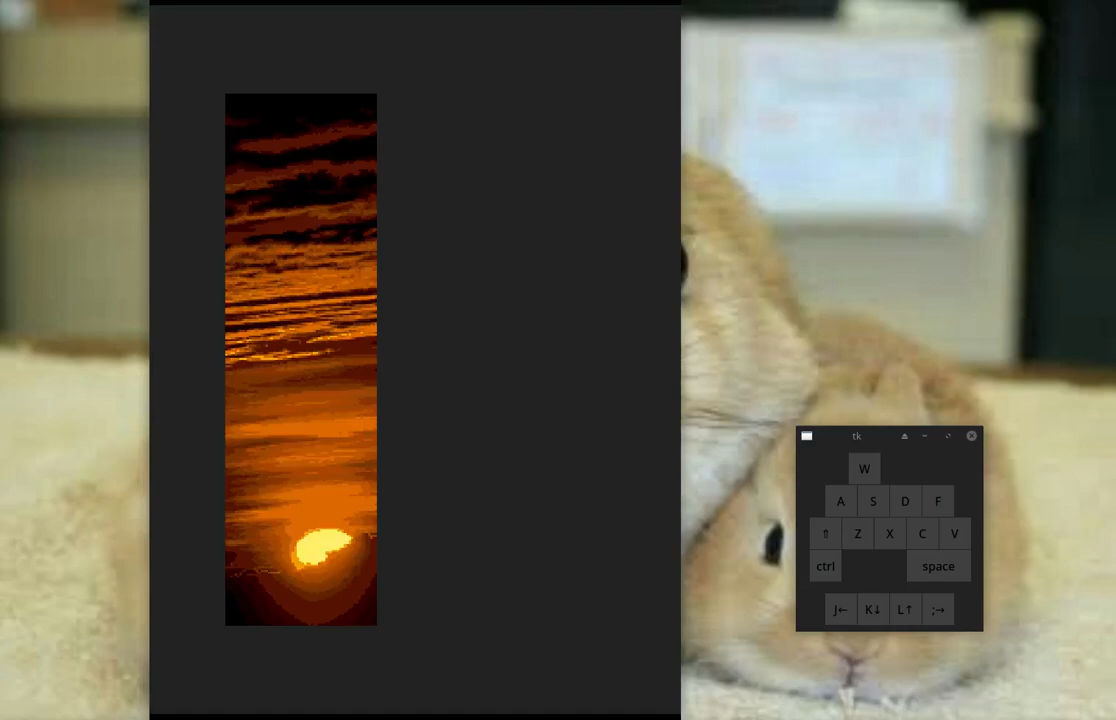 tk
W
A S D F
⇧ Z X C V
ctrl space
J← K↓ L↑ ;→